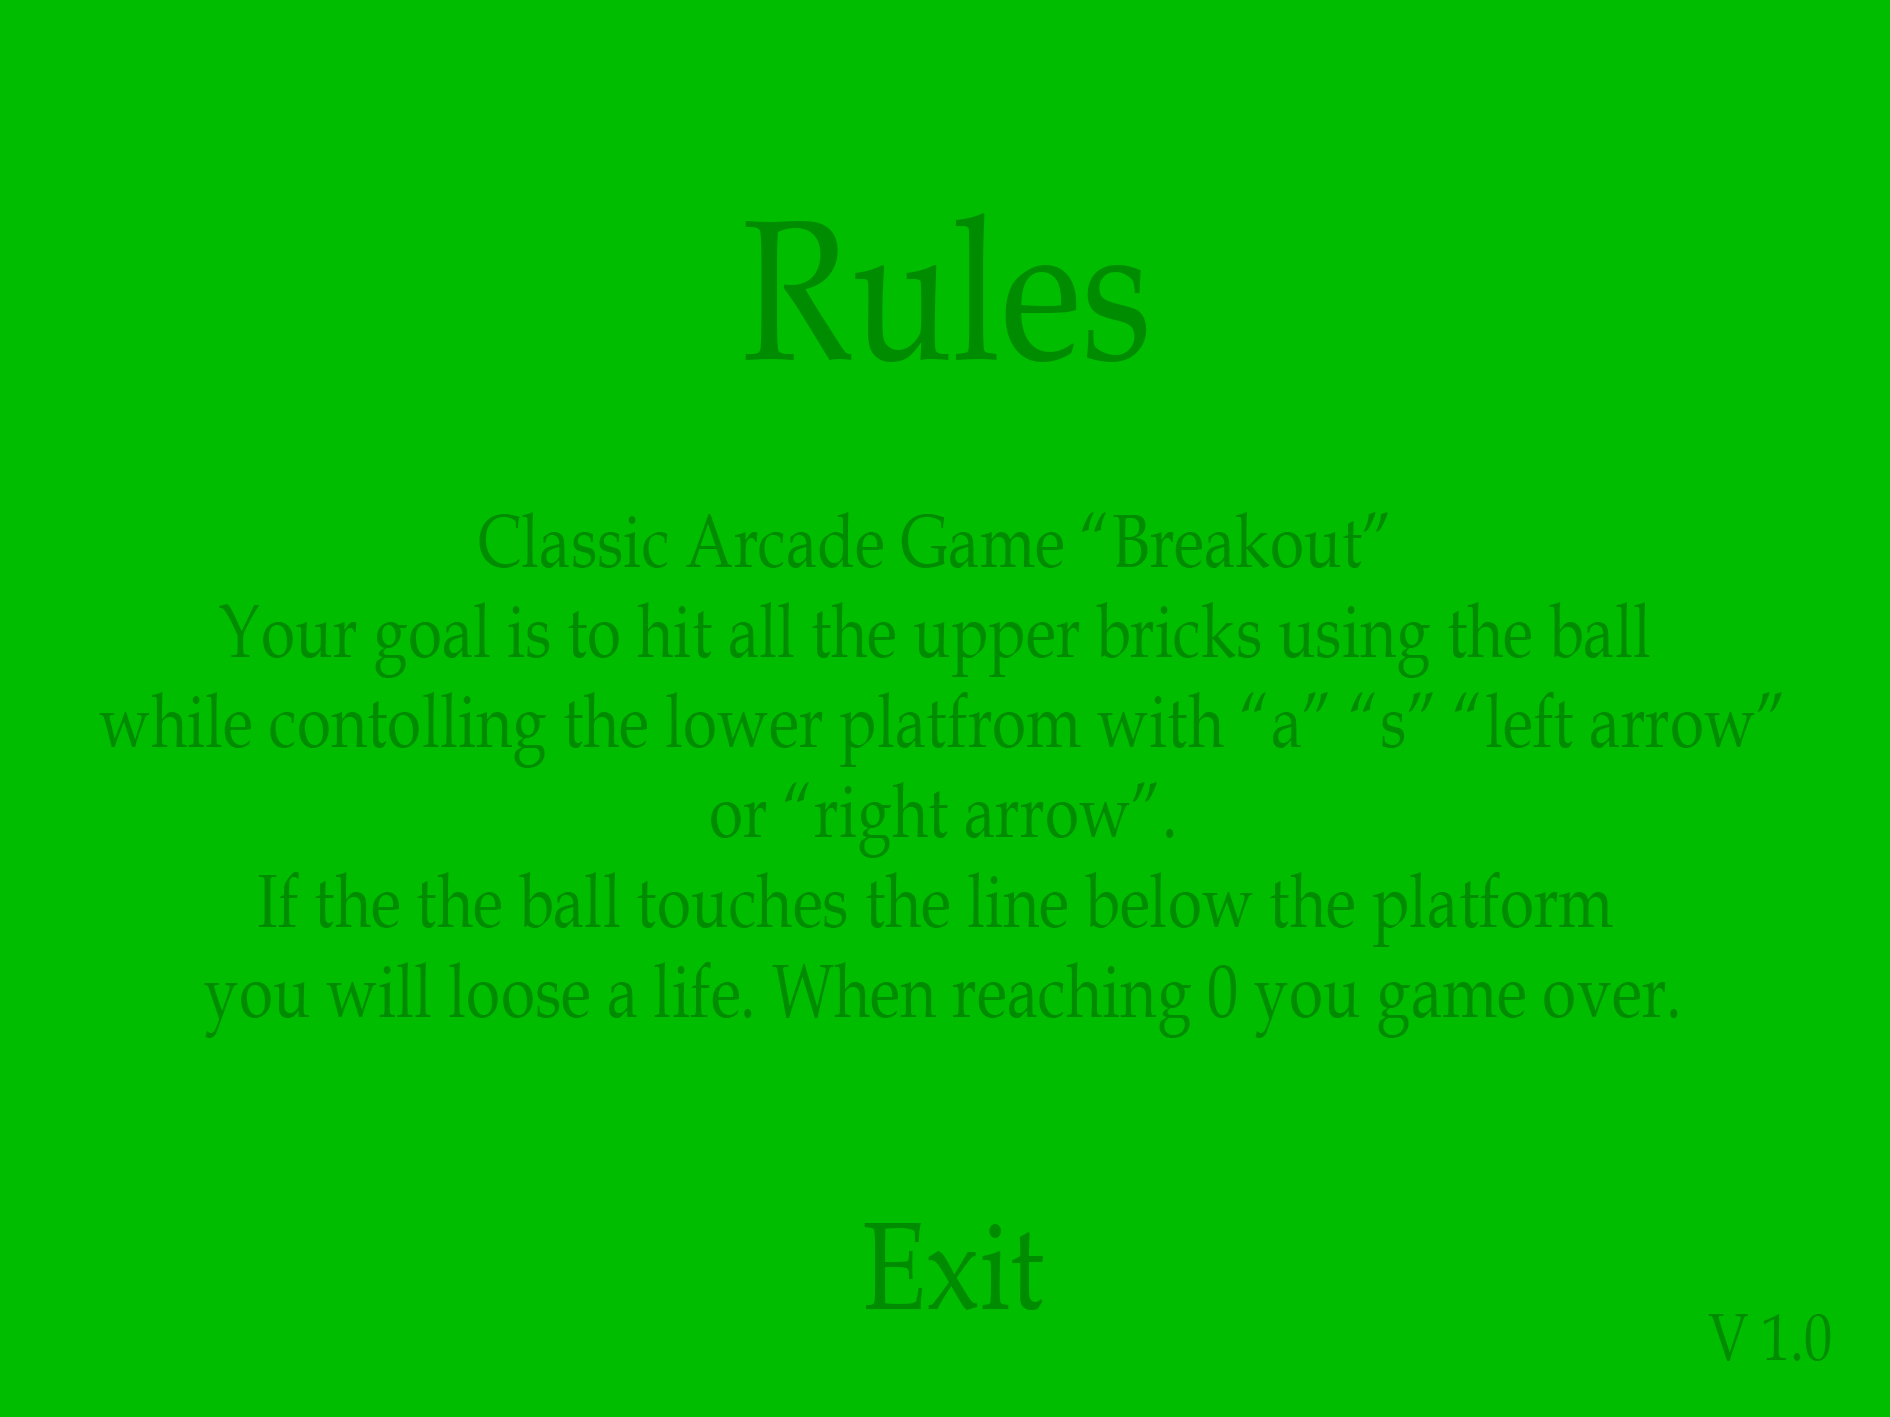 Rules
Classic Arcade Game “Breakout”
Your goal is to hit all the upper bricks using the ball
while contolling the lower platfrom with “a” “s” “left arrow”
or “right arrow”.
If the the ball touches the line below the platform
you will loose a life. When reaching 0 you game over.
Exit
V 1.0